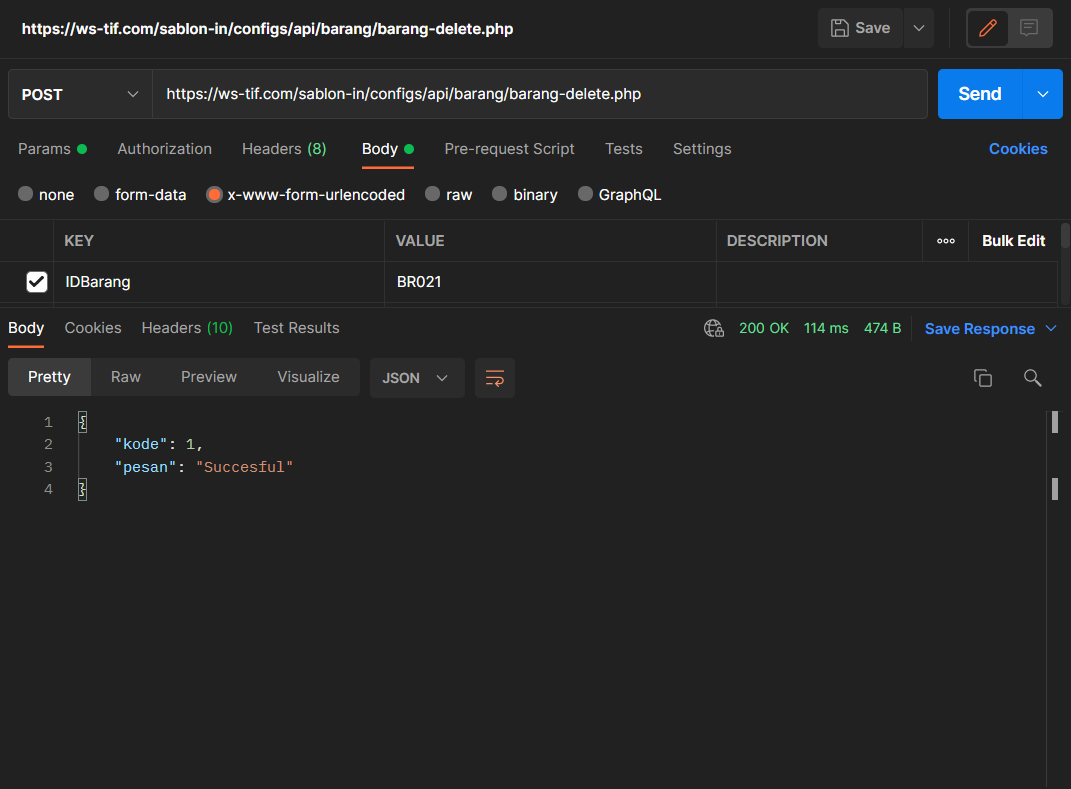 https://ws-tif.com/sablon-in/configs/api/barang/barang-delete.php Save
POST https://ws-tif.com/sablon-in/configs/api/barang/barang-delete.php Send
Params Authorization Headers (8) Body Pre-request Script Tests Settings Cookies
none form-data x-www-form-urlencoded raw binary GraphQL
KEY VALUE DESCRIPTION ooo Bulk Edit
IDBarang BR021
Body Cookies Headers (10) Test Results 200 OK 114 ms 474 B Save Response
Pretty Raw Preview Visualize JSON
1 {
2 "kode": 1,
3 "pesan": "Succesful"
4 }